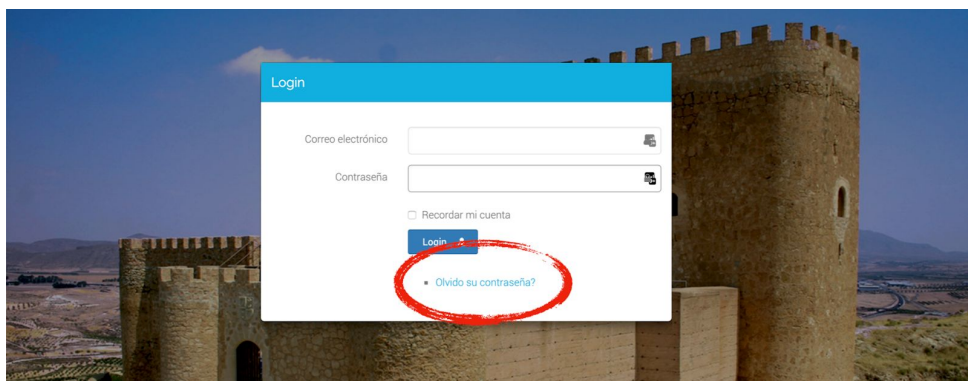 Login
Correo electrónico
Contraseña
Recordar mi cuenta
Login
Olvido su contraseña?